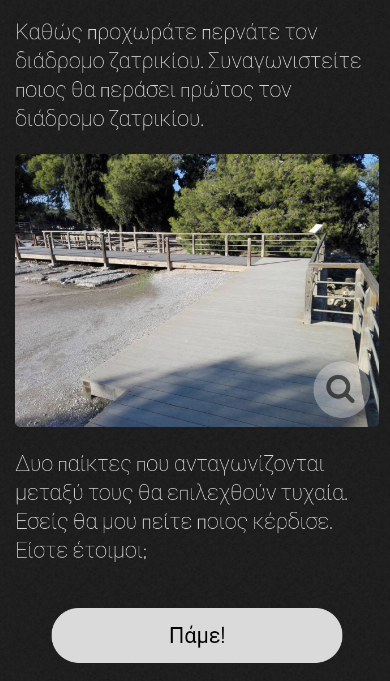 Καθώς προχωράτε περνάτε τον
διάδρομο ζατρικίου. Συναγωνιστείτε
ποιος θα περάσει πρώτος τον
διάδρομο ζατρικίου.
Δυο παίκτες που ανταγωνίζονται
μεταξύ τους θα επιλεχθούν τυχαία.
Εσείς θα μου πείτε ποιος κέρδισε.
Είστε έτοιμοι;
Πάμε!